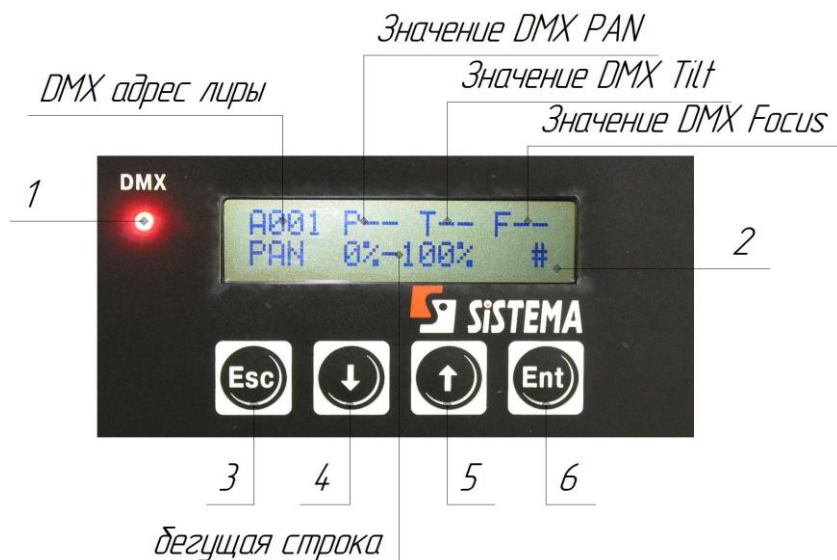 Значение DMX PAN
Значение DMX Tilt
DMX адрес лиры
Значение DMX Focus
DMX
1
A001 P-- T-- F--
PAN 0%-100% #
2
SiSTEMA
Esc ↓ ↑ Ent
3 4 5 6
бегущая строка